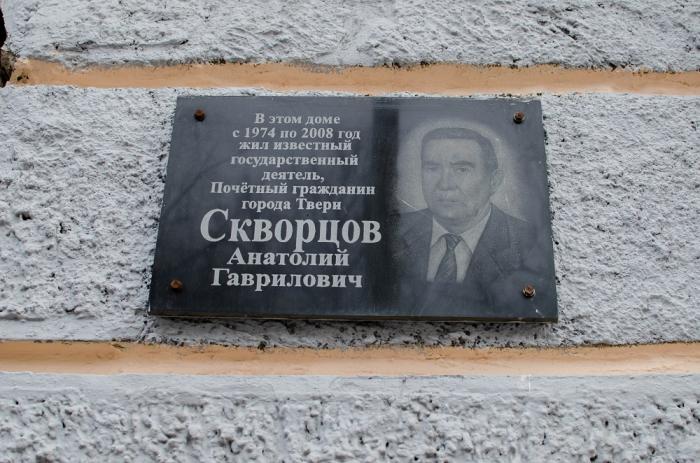 В этом доме
с 1974 по 2008 год
жил известный
государственный
деятель,
Почётный гражданин
города Твери
Скворцов
Анатолий
Гаврилович